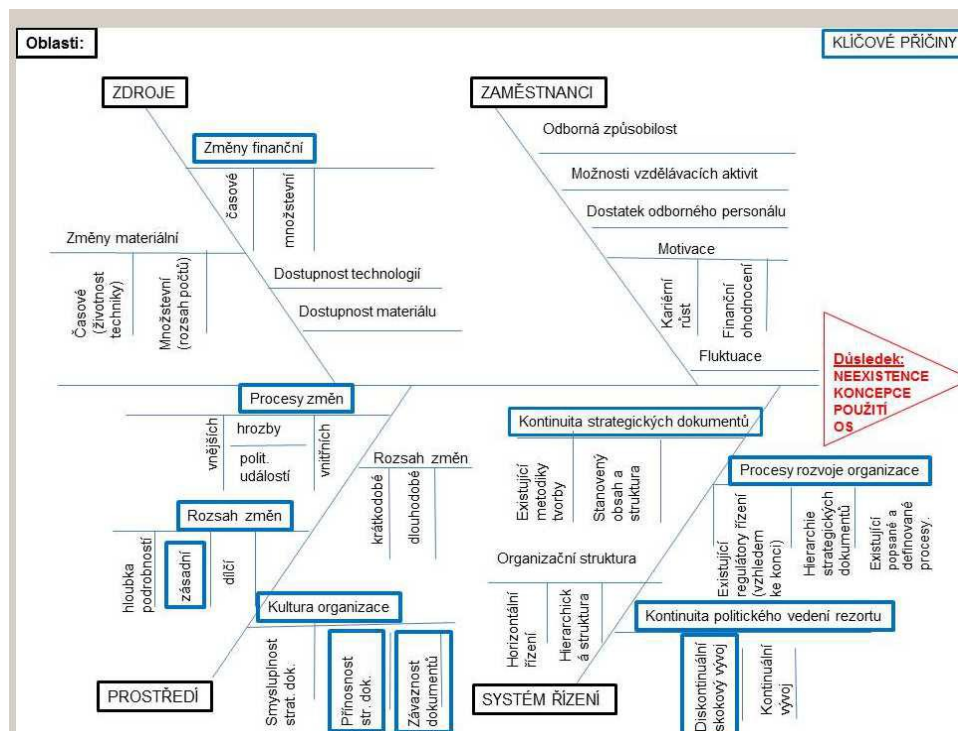 Oblasti:
KLÍČOVÉ PŘÍČINY
ZDROJE
Změny finanční
časové
množstevní
Změny materiální
Časové
(životnost
techniky)
Množstevní
(rozsah počtů)
Dostupnost technologií
Dostupnost materiálu
ZAMĚSTNANCI
Odborná způsobilost
Možnosti vzdělávacích aktivit
Dostatek odborného personálu
Motivace
Kariérní
růst
Finanční
ohodnocení
Fluktuace
Důsledek:
NEEXISTENCE
KONCEPCE
POUŽITÍ
OS
Procesy změn
vnějších
hrozby
polit.
událostí
vnitřních
Rozsah změn
krátkodobé
dlouhodobé
Rozsah změn
hloubka
podrobností
zásadní
dílčí
Kultura organizace
Smysluplnost
strat. dok.
Přínosnost
str. dok.
Závaznost
dokumentů
PROSTŘEDÍ
Kontinuita strategických dokumentů
Existující
metodiky
tvorby
Stanovený
obsah a
struktura
Procesy rozvoje organizace
Existující
regulátory řízení
(vzhledem
ke konci)
Hierarchie
strategických
dokumentů
Existující
popsané a
definované
procesy.
Organizační struktura
Horizontální
řízení
Hierarchick
á struktura
Kontinuita politického vedení rezortu
Diskontinuální
skokový vývoj
Kontinuální
vývoj
SYSTÉM ŘÍZENÍ